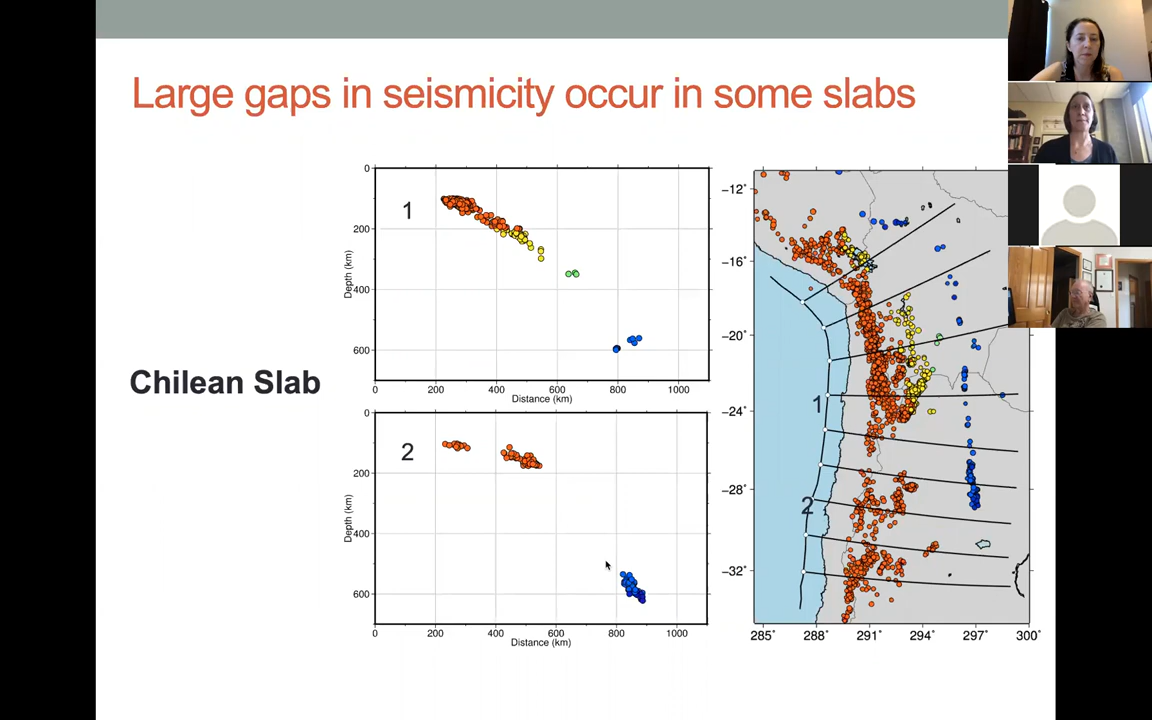 Large gaps in seismicity occur in some slabs
Chilean Slab
1
0
200
400
600
Depth (km)
0 200 400 600 800 1000
Distance (km)
2
0
200
400
600
Depth (km)
0 200 400 600 800 1000
Distance (km)
−12˚
−16˚
−20˚
−24˚
−28˚
−32˚
1
2
285˚ 288˚ 291˚ 294˚ 297˚ 300˚